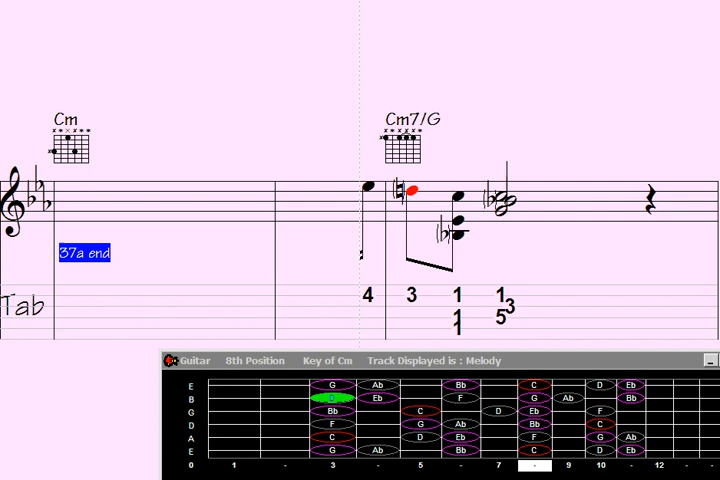 Cm Cm7/G
37a end
Tab 4 3 1 1
3
1 5
1
Guitar 8th Position Key of Cm Track Displayed is : Melody
E G Ab Bb C D Eb
B Eb F G Ab Bb
G Bb C D Eb F
D F G Ab Bb C
A C D Eb F G Ab
E G Ab Bb C D Eb
0 1 - 3 - 5 - 7 - 9 10 - 12 - -